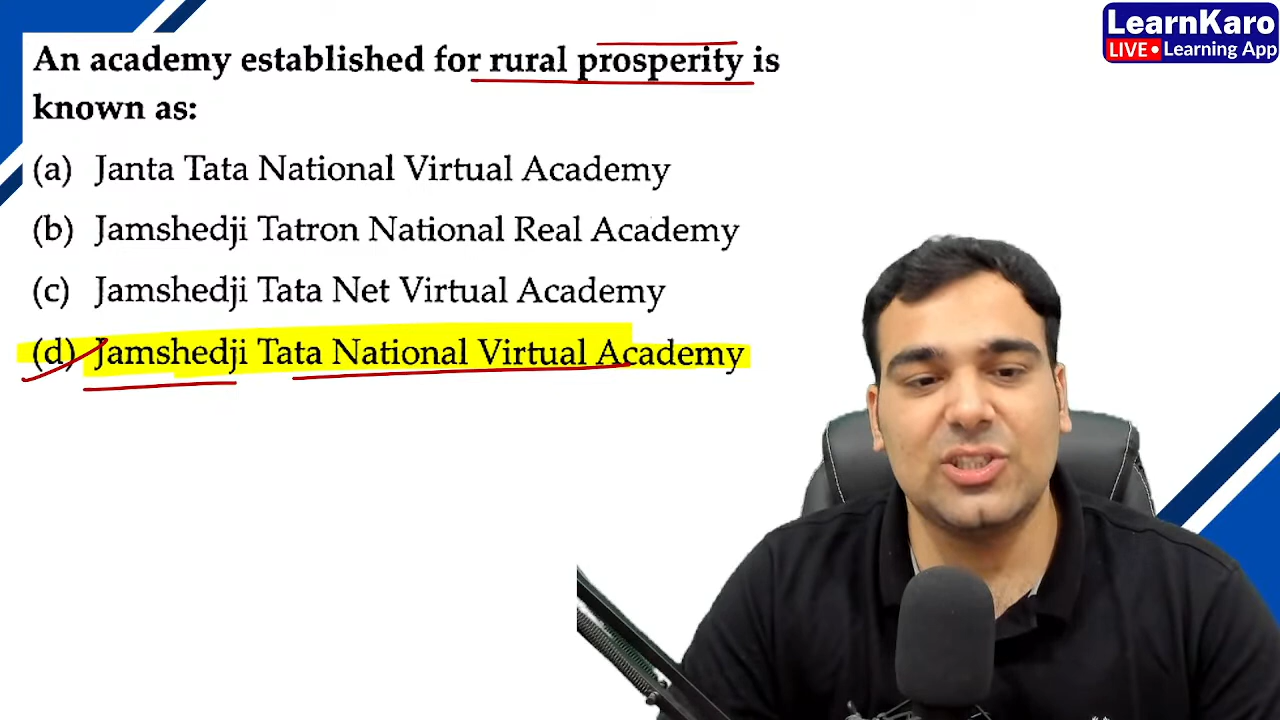 LearnKaro
LIVE • Learning App
An academy established for rural prosperity is
known as:
(a) Janta Tata National Virtual Academy
(b) Jamshedji Tatron National Real Academy
(c) Jamshedji Tata Net Virtual Academy
(d) Jamshedji Tata National Virtual Academy